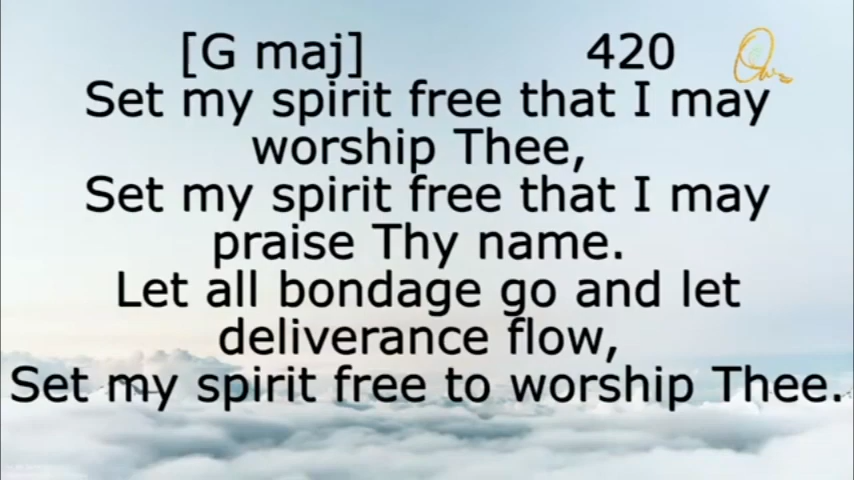 [G maj] 420
Set my spirit free that I may
worship Thee,
Set my spirit free that I may
praise Thy name.
Let all bondage go and let
deliverance flow,
Set my spirit free to worship Thee.